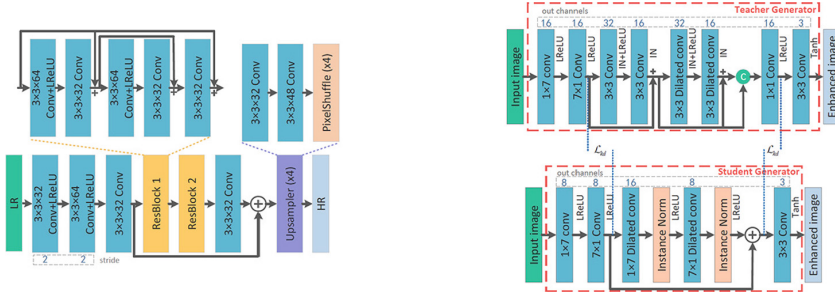 3×3×64
Conv+LReLU
3×3×32 Conv
3×3×64
Conv+LReLU
3×3×32 Conv
3×3×32 Conv
3×3×32 Conv
3×3×48 Conv
PixelShuffle (x4)
LR
3×3×32
Conv+LReLU
3×3×64
Conv+LReLU
3×3×32 Conv
ResBlock 1
ResBlock 2
3×3×32 Conv
Upsampler (x4)
HR
2 2 stride
Teacher Generator
out channels
16 16 32 16 32 16 16 3
Input image
1×7 conv
LReLU
7×1 Conv
LReLU
3×3 Conv
IN+LReLU
3×3 Conv
IN
3×3 Dilated conv
IN+LReLU
3×3 Dilated conv
IN
C
1×1 Conv
LReLU
3×3 Conv
Tanh
Enhanced image
ℒkd
ℒkd
Student Generator
out channels
8 8 16 8 3
Input image
1×7 conv
LReLU
7×1 Conv
LReLU
1×7 Dilated conv
Instance Norm
LReLU
7×1 Dilated conv
Instance Norm
LReLU
3×3 Conv
Tanh
Enhanced image